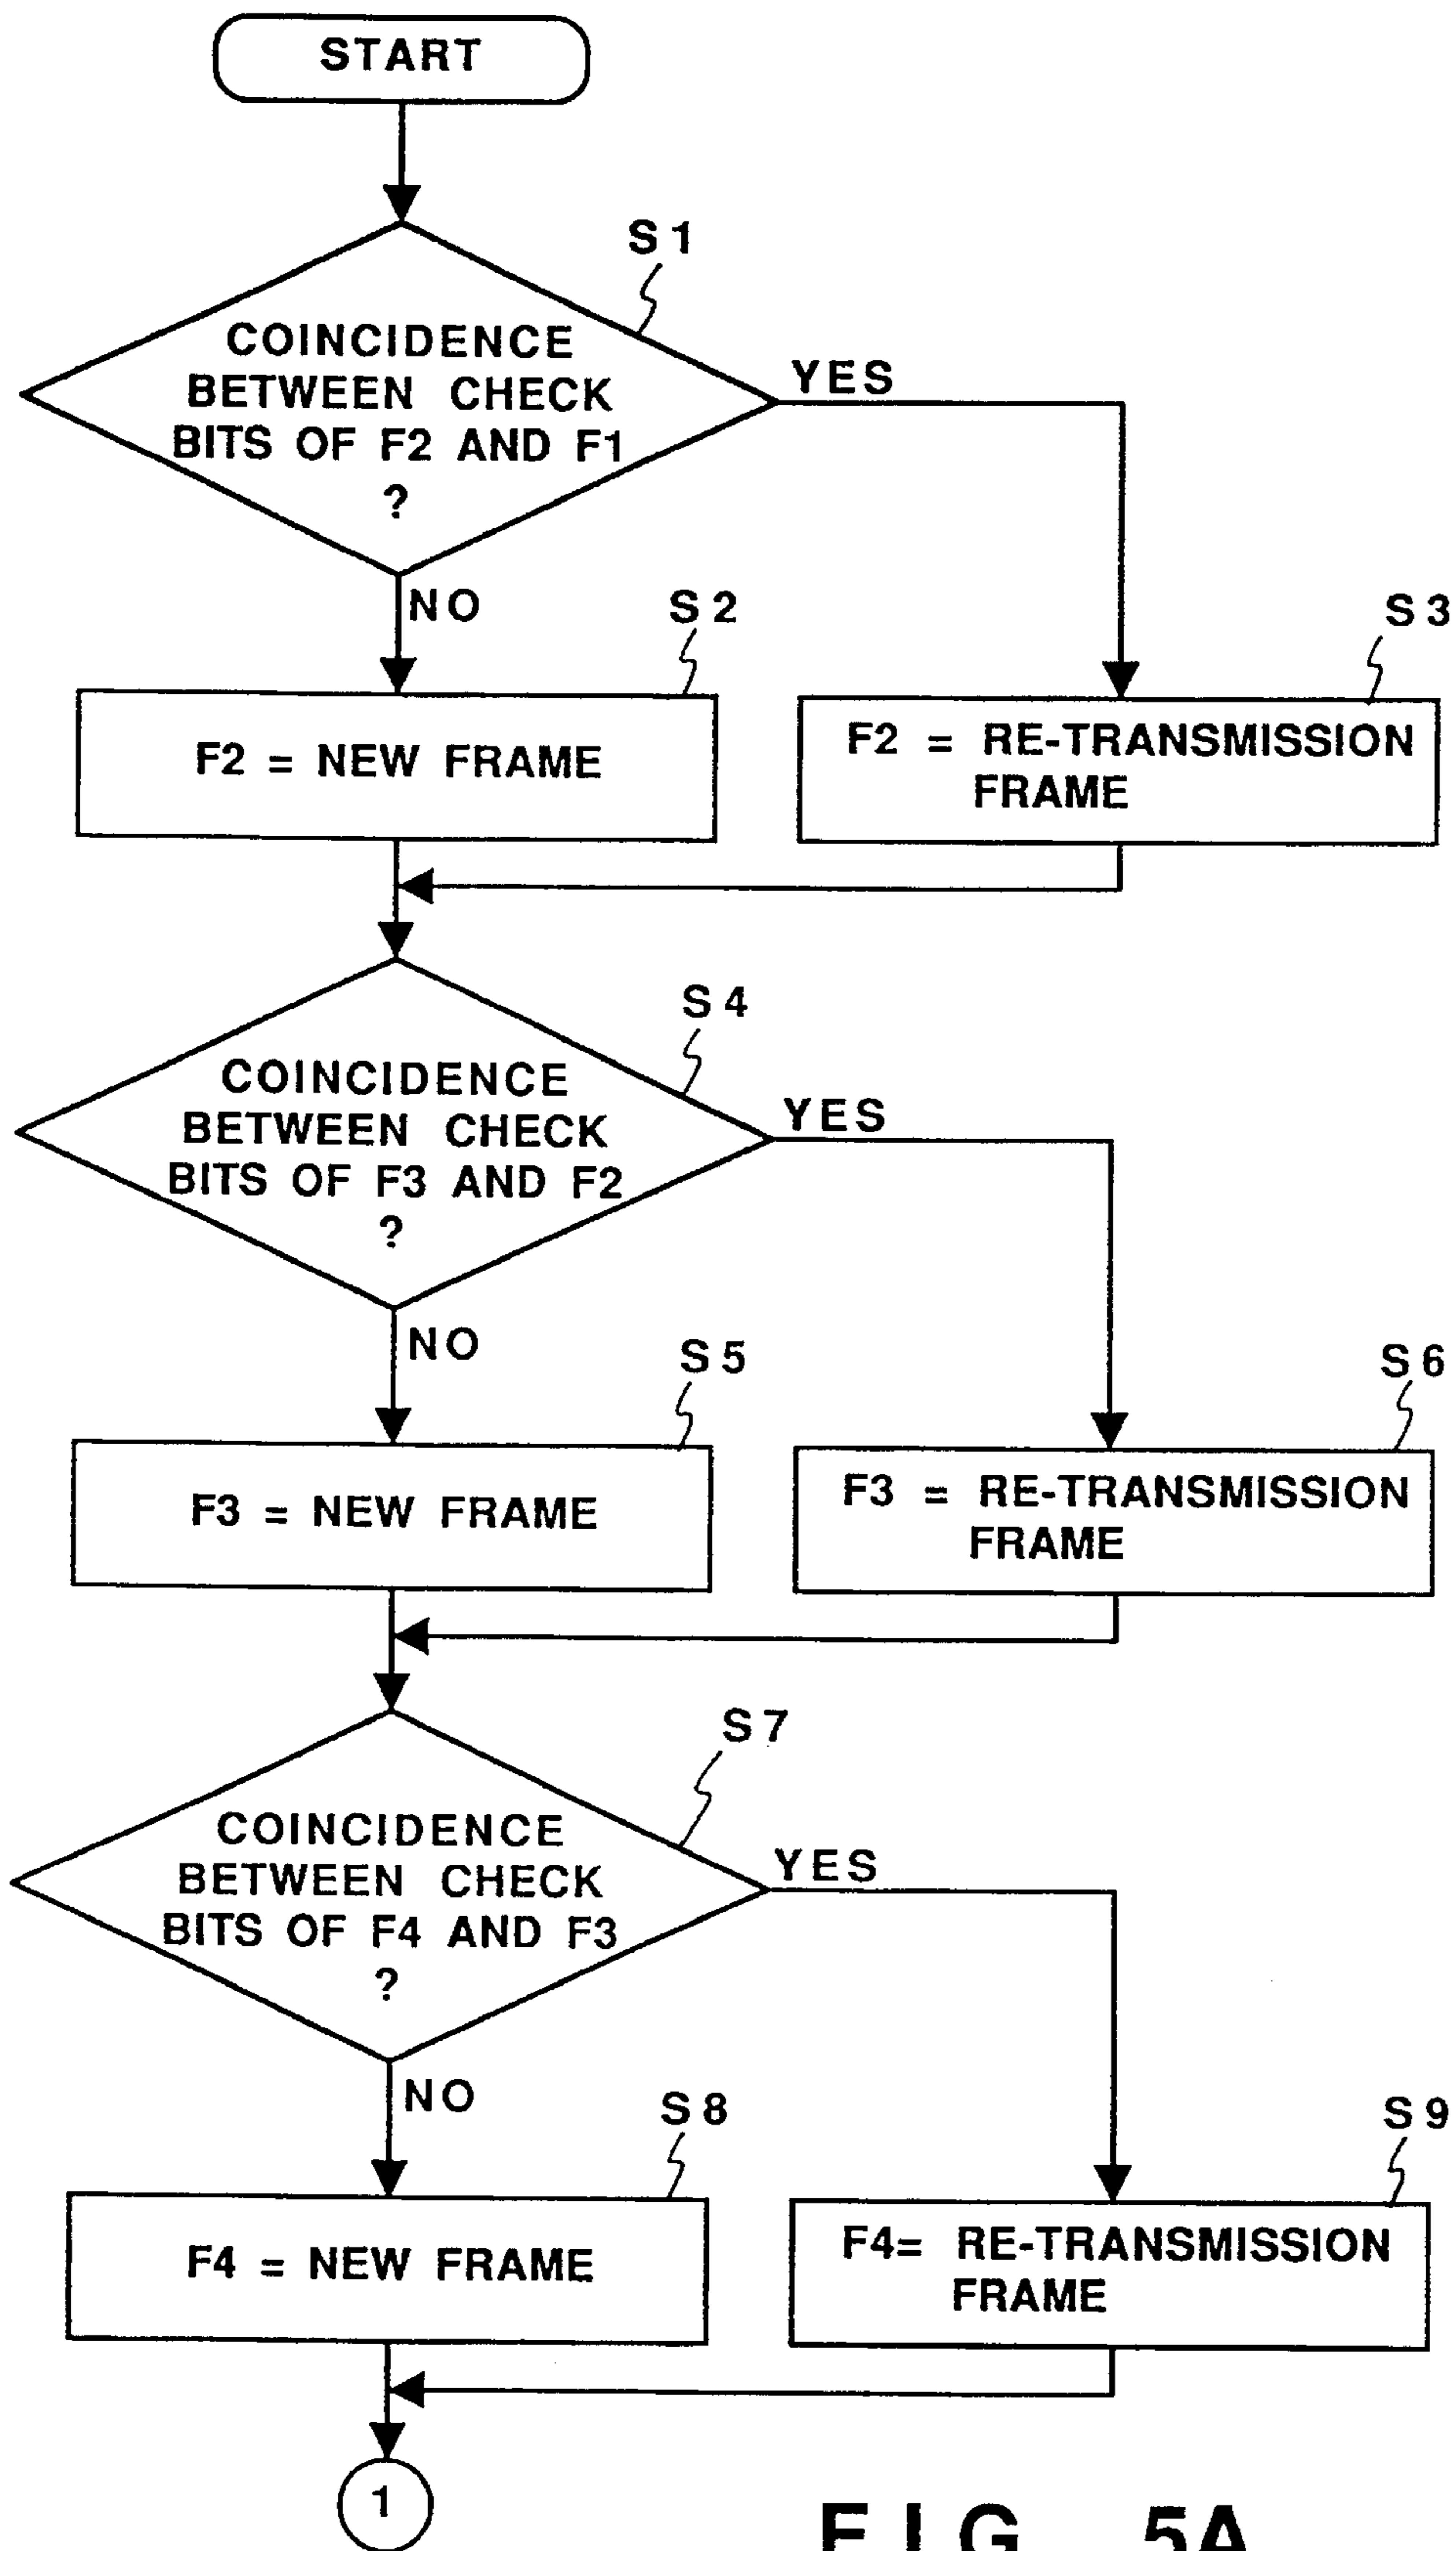 START
S1
COINCIDENCE
BETWEEN CHECK
BITS OF F2 AND F1
?
YES
NO
S2
S3
F2 = NEW FRAME
F2 = RE-TRANSMISSION
FRAME
S4
COINCIDENCE
BETWEEN CHECK
BITS OF F3 AND F2
?
YES
NO
S5
S6
F3 = NEW FRAME
F3 = RE-TRANSMISSION
FRAME
S7
COINCIDENCE
BETWEEN CHECK
BITS OF F4 AND F3
?
YES
NO
S8
S9
F4 = NEW FRAME
F4= RE-TRANSMISSION
FRAME
1
FIG 5A